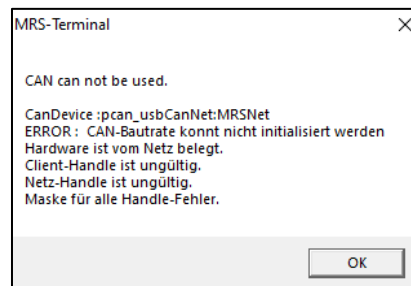 MRS-Terminal
CAN can not be used.
CanDevice :pcan_usbCanNet:MRSNet
ERROR :  CAN-Bautrate konnt nicht initialisiert werden
Hardware ist vom Netz belegt.
Client-Handle ist ungültig.
Netz-Handle ist ungültig.
Maske für alle Handle-Fehler.
OK